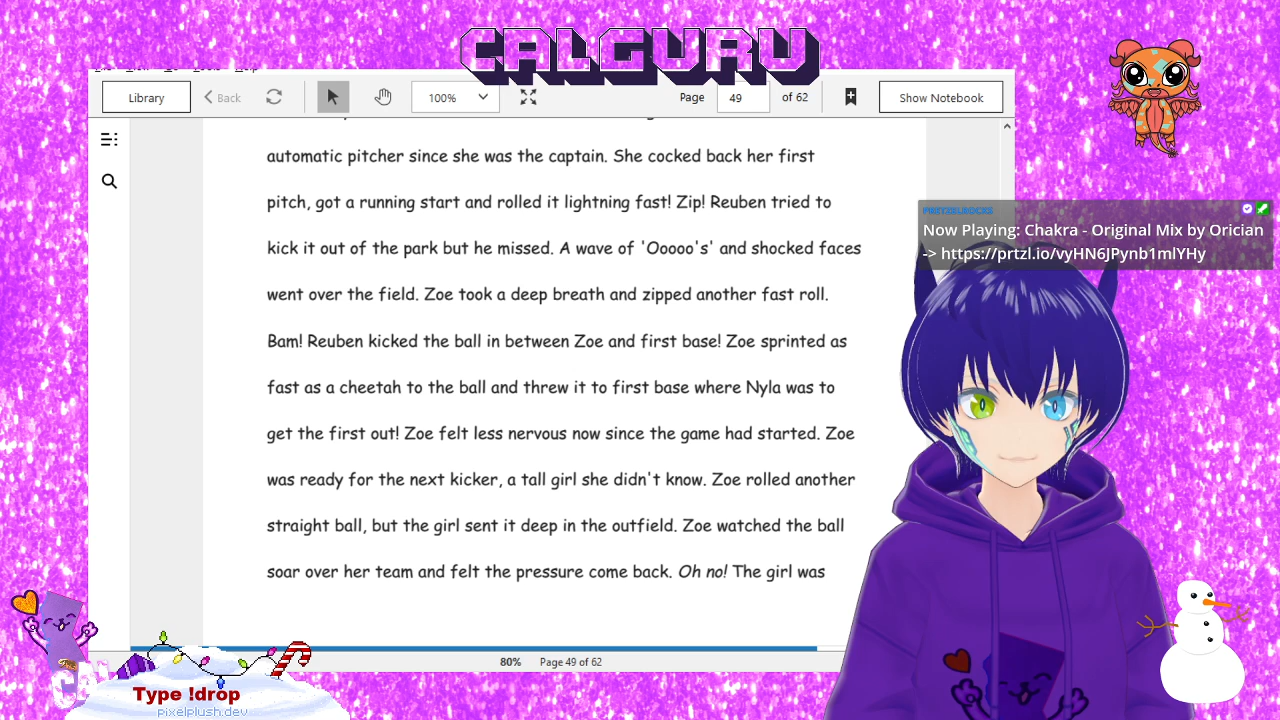 CALGURU
Library
Back
100%
Page
49
of 62
Show Notebook
automatic pitcher since she was the captain. She cocked back her first
pitch, got a running start and rolled it lightning fast! Zip! Reuben tried to
kick it out of the park but he missed. A wave of 'Ooooo's' and shocked faces
went over the field. Zoe took a deep breath and zipped another fast roll.
Bam! Reuben kicked the ball in between Zoe and first base! Zoe sprinted as
fast as a cheetah to the ball and threw it to first base where Nyla was to
get the first out! Zoe felt less nervous now since the game had started. Zoe
was ready for the next kicker, a tall girl she didn't know. Zoe rolled another
straight ball, but the girl sent it deep in the outfield. Zoe watched the ball
soar over her team and felt the pressure come back. Oh no! The girl was
80%
Page 49 of 62
PRETZELROCKS
Now Playing: Chakra - Original Mix by Orician
-> https://prtzl.io/vyHN6JPynb1mlYHy
Type !drop
pixelplush.dev